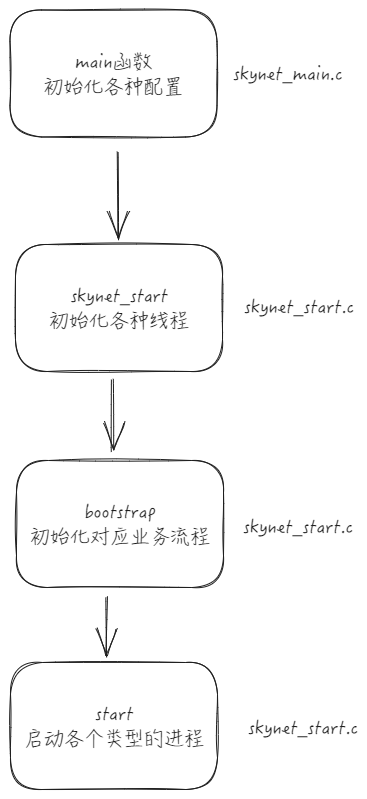 main函数
初始化各种配置
skynet_main.c
skynet_start
初始化各种线程
skynet_start.c
bootstrap
初始化对应业务流程
skynet_start.c
start
启动各个类型的进程
skynet_start.c